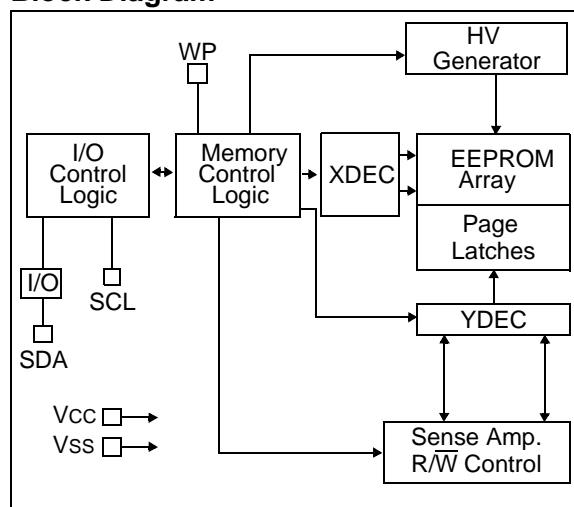 Block Diagram
HV
Generator
WP
I/O
Control
Logic
Memory
Control
Logic
XDEC
EEPROM
Array
Page
Latches
I/O
SCL
SDA
YDEC
VCC
VSS
Sense Amp.
R/W̅ Control